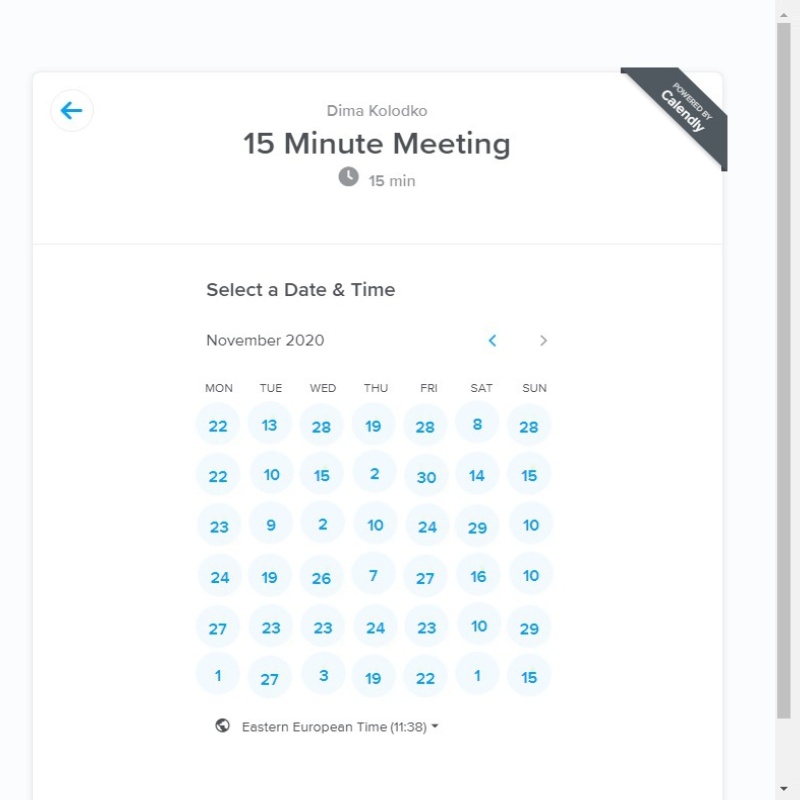 POWERED BY
Calendly
Dima Kolodko
15 Minute Meeting
15 min
Select a Date & Time
November 2020
MON TUE WED THU FRI SAT SUN
22 13 28 19 28 8 28
22 10 15 2 30 14 15
23 9 2 10 24 29 10
24 19 26 7 27 16 10
27 23 23 24 23 10 29
1 27 3 19 22 1 15
Eastern European Time (11:38)